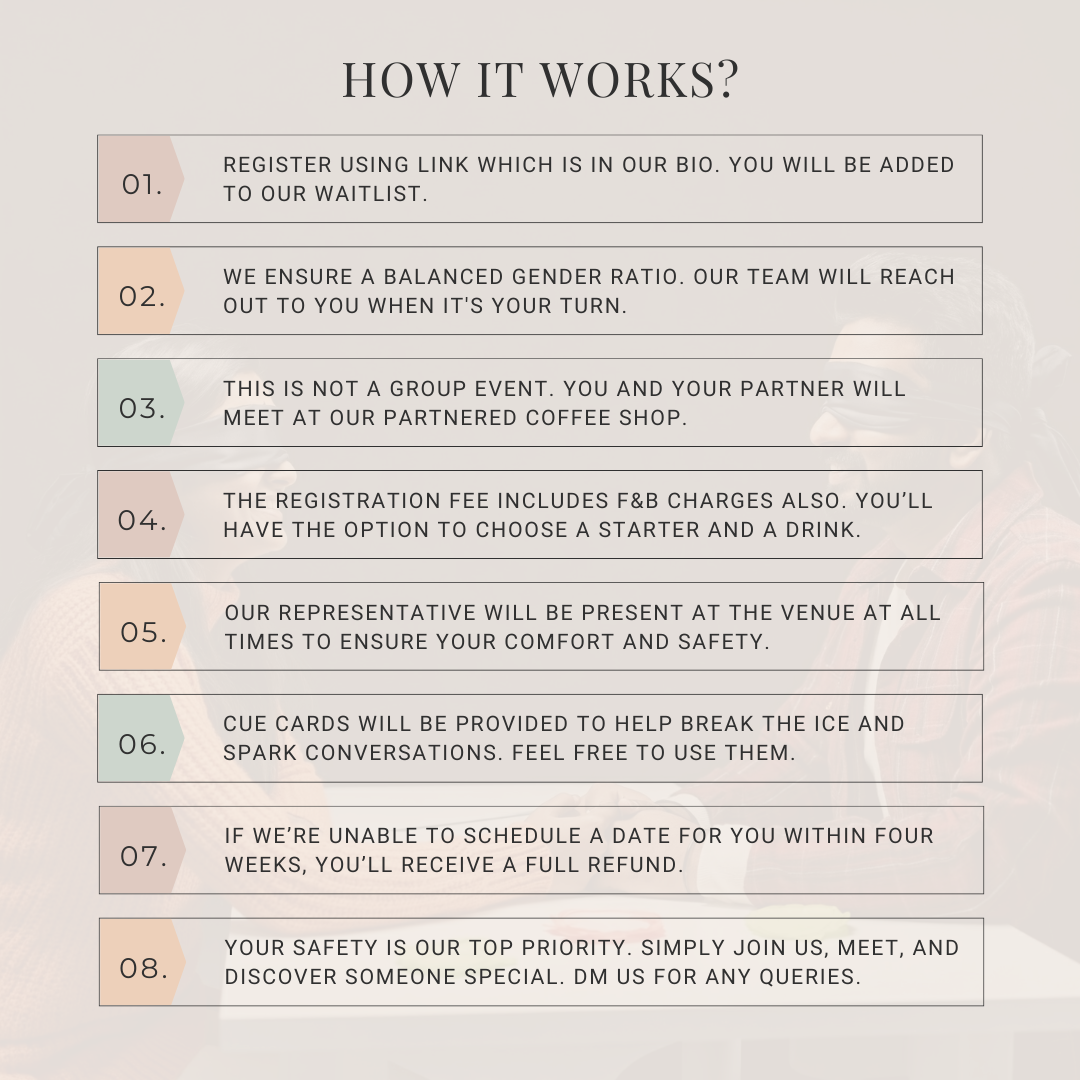 HOW IT WORKS?
01.
REGISTER USING LINK WHICH IS IN OUR BIO. YOU WILL BE ADDED
TO OUR WAITLIST.
02.
WE ENSURE A BALANCED GENDER RATIO. OUR TEAM WILL REACH
OUT TO YOU WHEN IT'S YOUR TURN.
03.
THIS IS NOT A GROUP EVENT. YOU AND YOUR PARTNER WILL
MEET AT OUR PARTNERED COFFEE SHOP.
04.
THE REGISTRATION FEE INCLUDES F&B CHARGES ALSO. YOU’LL
HAVE THE OPTION TO CHOOSE A STARTER AND A DRINK.
05.
OUR REPRESENTATIVE WILL BE PRESENT AT THE VENUE AT ALL
TIMES TO ENSURE YOUR COMFORT AND SAFETY.
06.
CUE CARDS WILL BE PROVIDED TO HELP BREAK THE ICE AND
SPARK CONVERSATIONS. FEEL FREE TO USE THEM.
07.
IF WE’RE UNABLE TO SCHEDULE A DATE FOR YOU WITHIN FOUR
WEEKS, YOU’LL RECEIVE A FULL REFUND.
08.
YOUR SAFETY IS OUR TOP PRIORITY. SIMPLY JOIN US, MEET, AND
DISCOVER SOMEONE SPECIAL. DM US FOR ANY QUERIES.